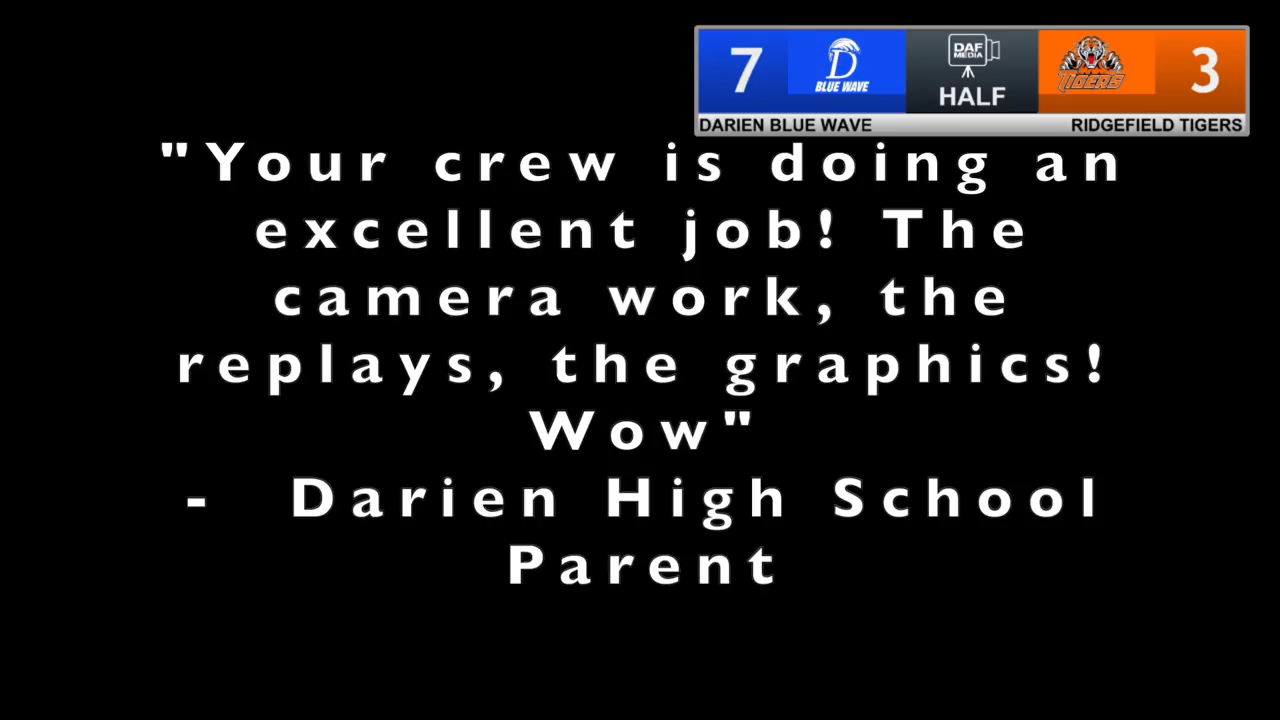 7
D
BLUE WAVE
DAF
MEDIA
HALF
TIGERS
3
DARIEN BLUE WAVE
RIDGEFIELD TIGERS
"Your crew is doing an
excellent job! The
camera work, the
replays, the graphics!
Wow"
- Darien High School
Parent